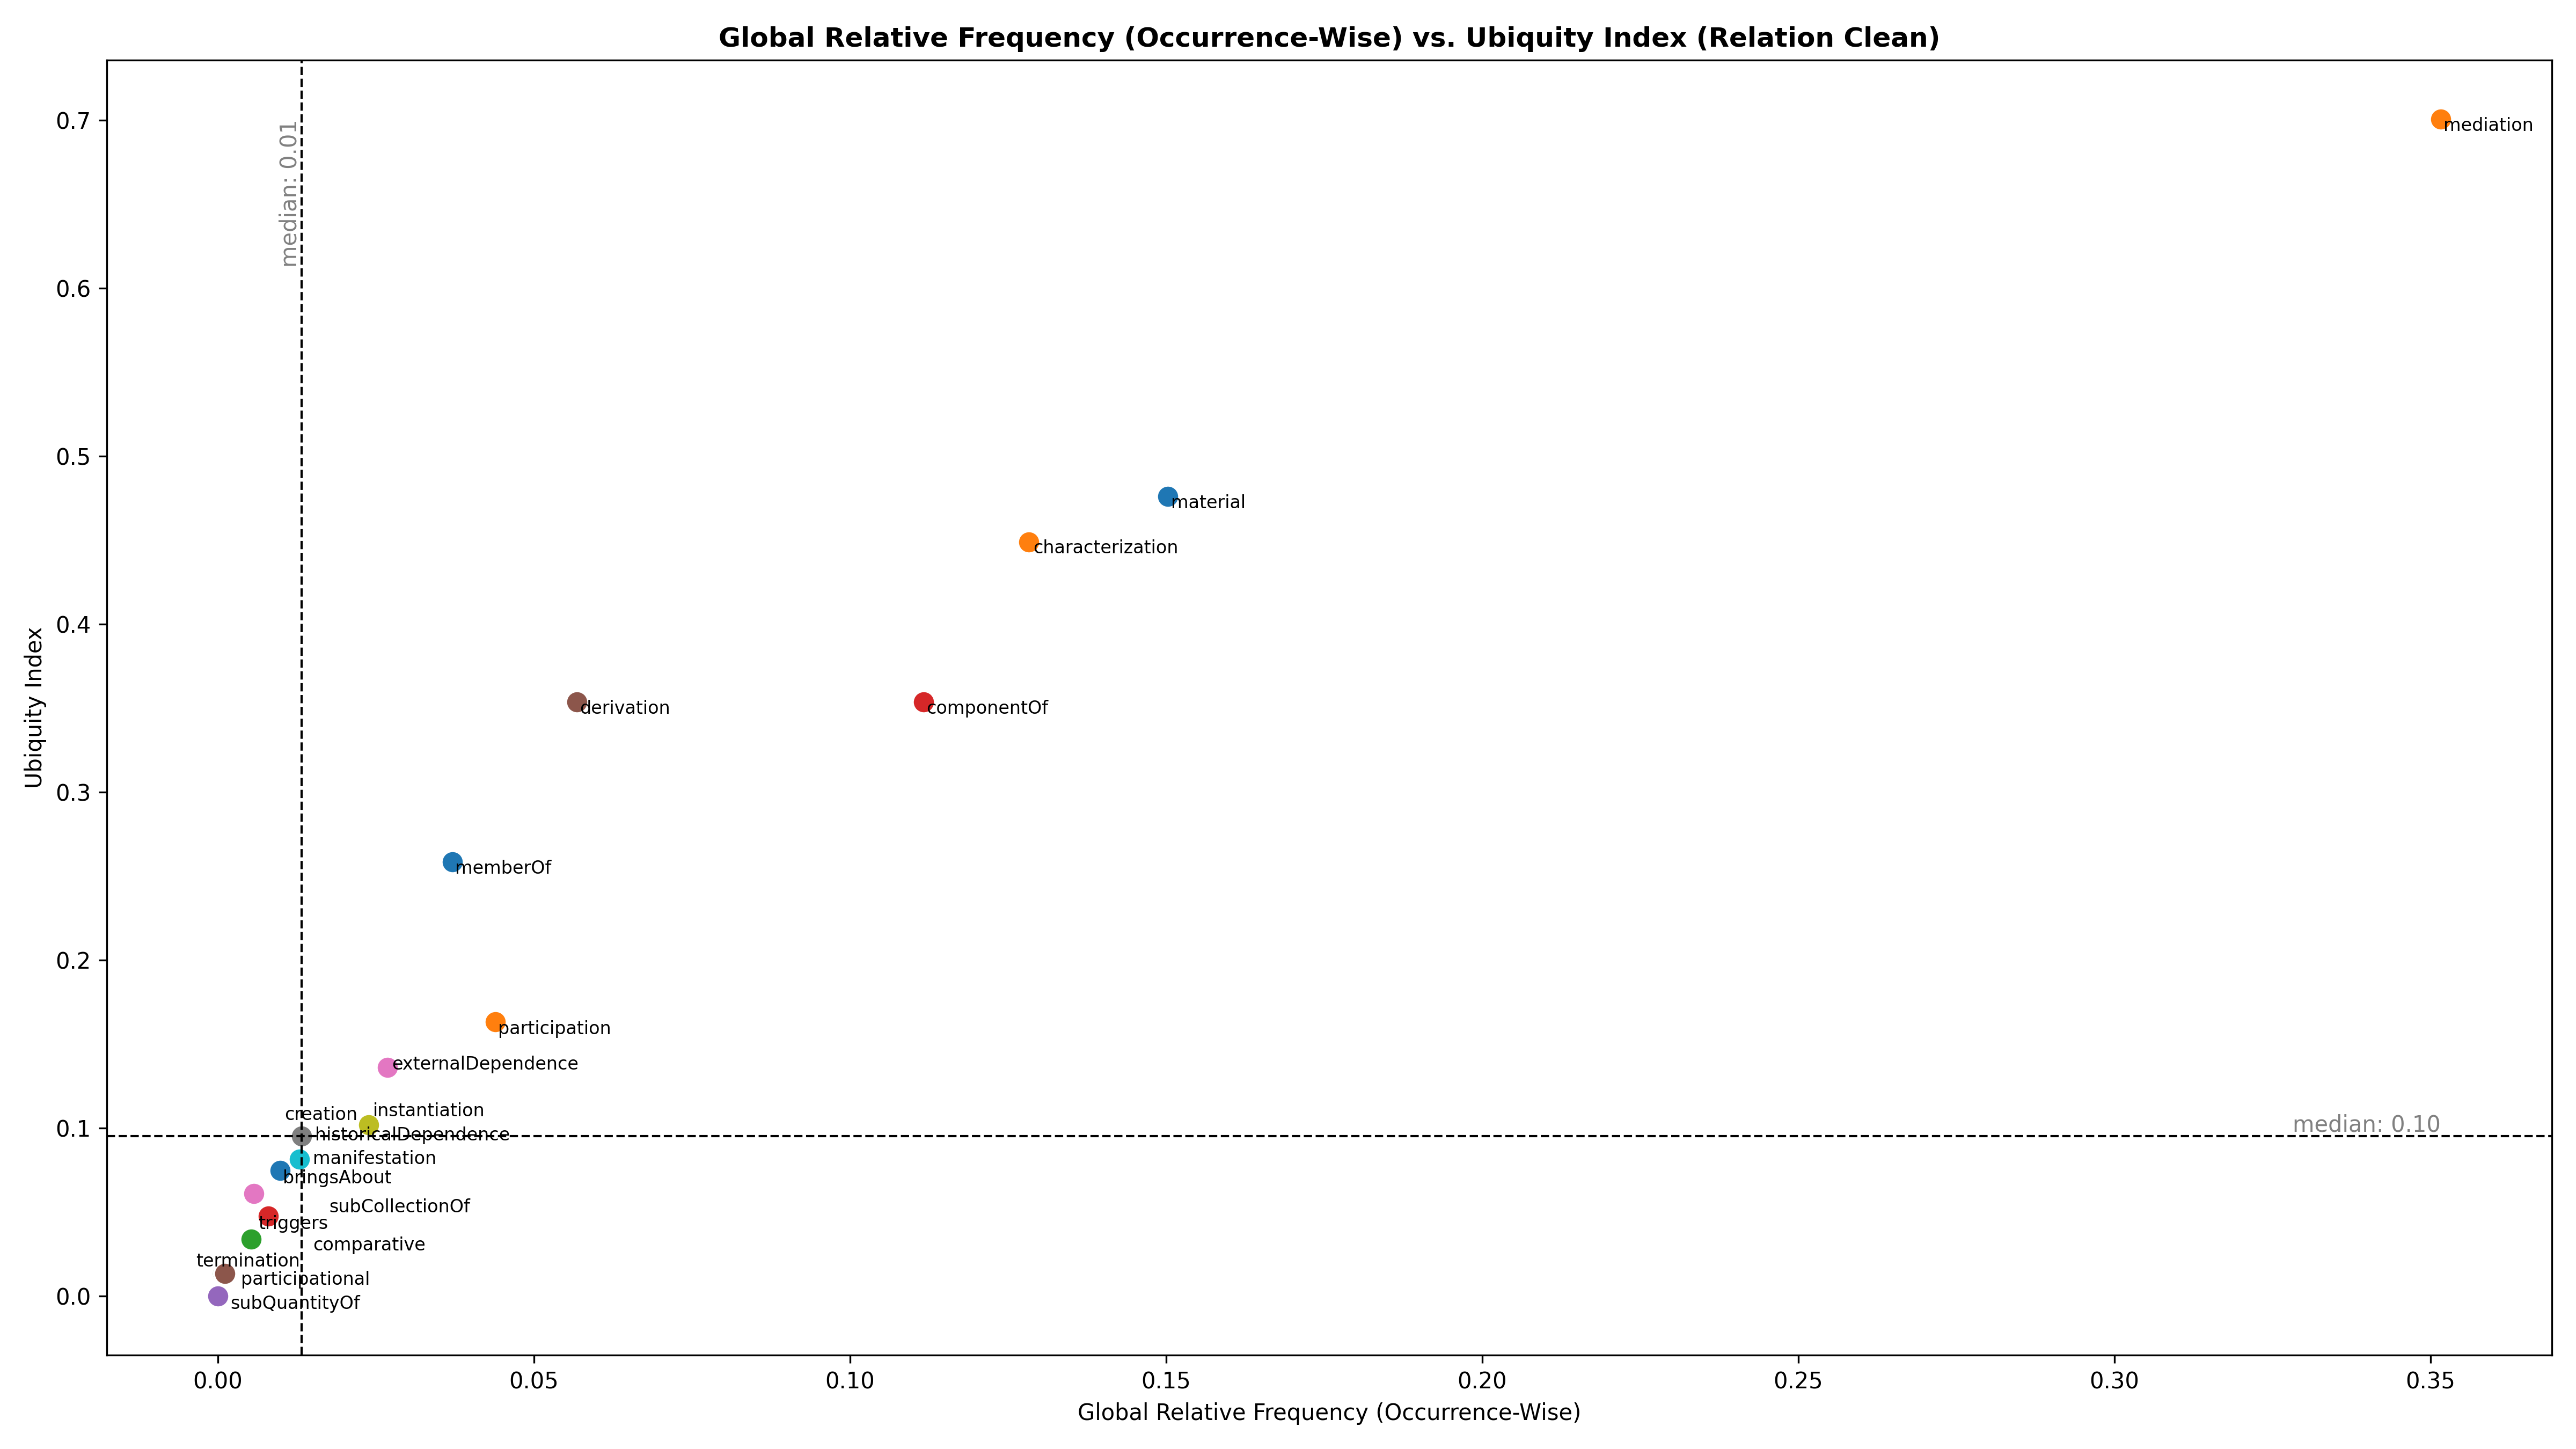 Global Relative Frequency (Occurrence-Wise) vs. Ubiquity Index (Relation Clean)
median: 0.01
0.7
mediation
0.6
0.5
material
characterization
0.4
derivation
componentOf
Ubiquity Index
0.3
memberOf
0.2
participation
externalDependence
instantiation
creation
median: 0.10
0.1
historicalDependence
manifestation
bringsAbout
subCollectionOf
triggers
comparative
termination
participational
0.0
subQuantityOf
0.00 0.05 0.10 0.15 0.20 0.25 0.30 0.35
Global Relative Frequency (Occurrence-Wise)